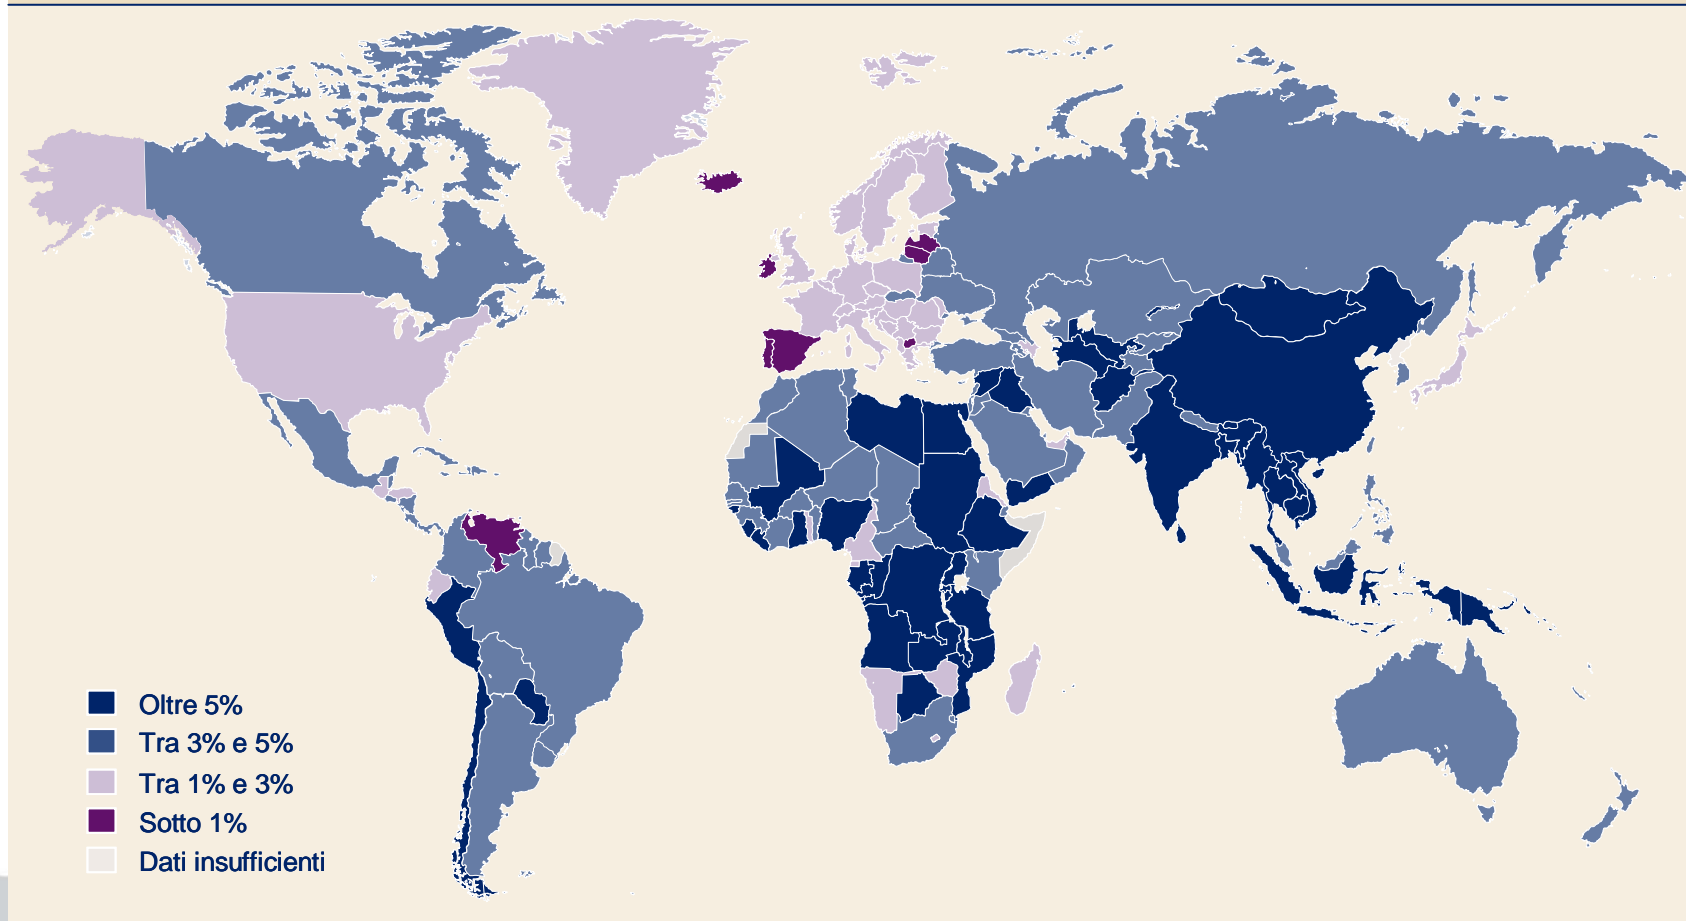 Oltre 5%
Tra 3% e 5%
Tra 1% e 3%
Sotto 1%
Dati insufficienti